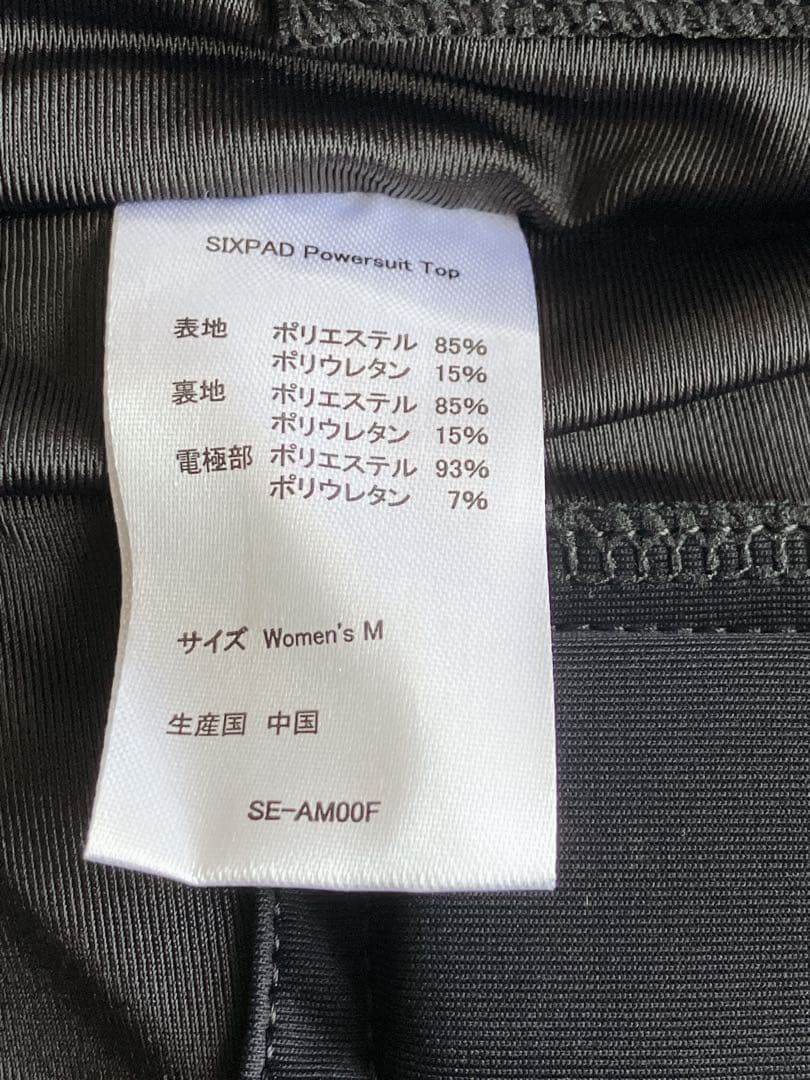 SIXPAD Powersuit Top
表地 ポリエステル 85%
ポリウレタン 15%
裏地 ポリエステル 85%
ポリウレタン 15%
電極部 ポリエステル 93%
ポリウレタン 7%
サイズ Women's M
生産国 中国
SE-AM00F